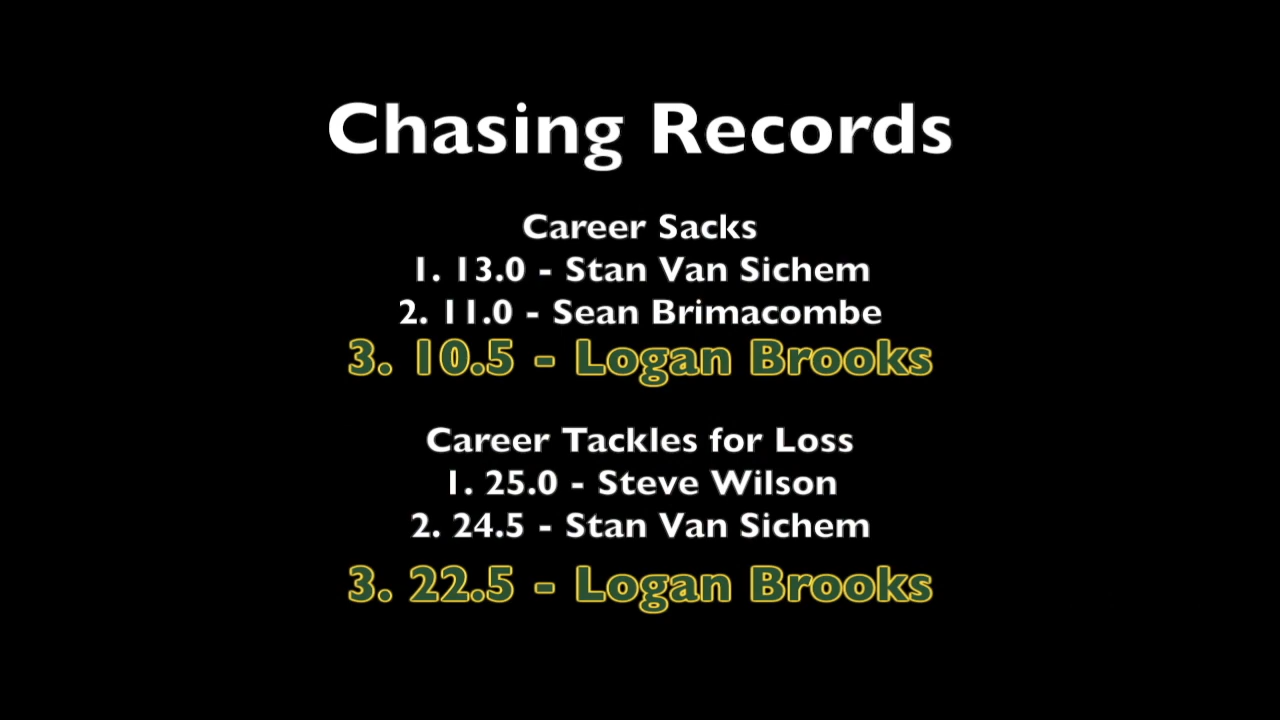 Chasing Records
Career Sacks
1. 13.0 - Stan Van Sichem
2. 11.0 - Sean Brimacombe
3. 10.5 - Logan Brooks
Career Tackles for Loss
1. 25.0 - Steve Wilson
2. 24.5 - Stan Van Sichem
3. 22.5 - Logan Brooks